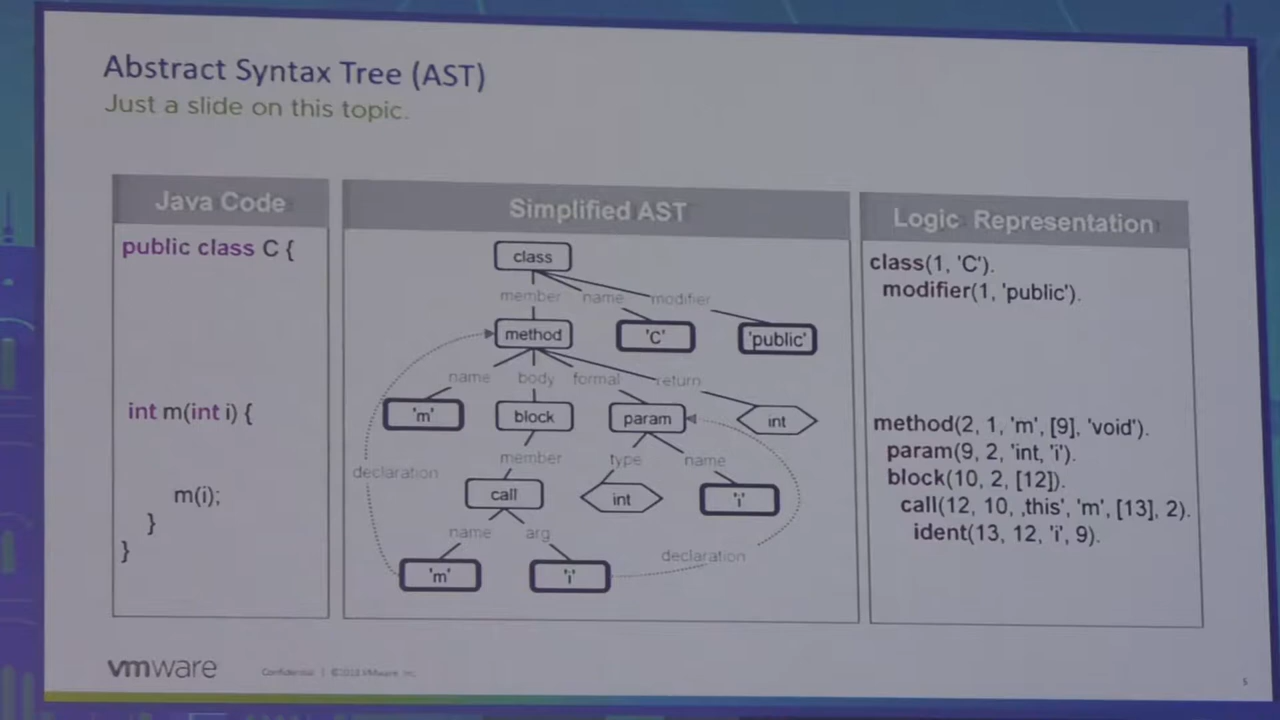 Abstract Syntax Tree (AST)
Just a slide on this topic.
Java Code
public class C {
int m(int i) {
m(i);
}
}
Simplified AST
class
member name modifier
method 'C' 'public'
name body formal return
'm' block param int
declaration member type name
call int 'i'
name arg
declaration
'm' 'i'
Logic Representation
class(1, 'C').
modifier(1, 'public').
method(2, 1, 'm', [9], 'void').
param(9, 2, 'int, 'i').
block(10, 2, [12]).
call(12, 10, ‚this', 'm', [13], 2).
ident(13, 12, 'i', 9).
vmware
Confidential | ©2018 VMware, Inc.
5